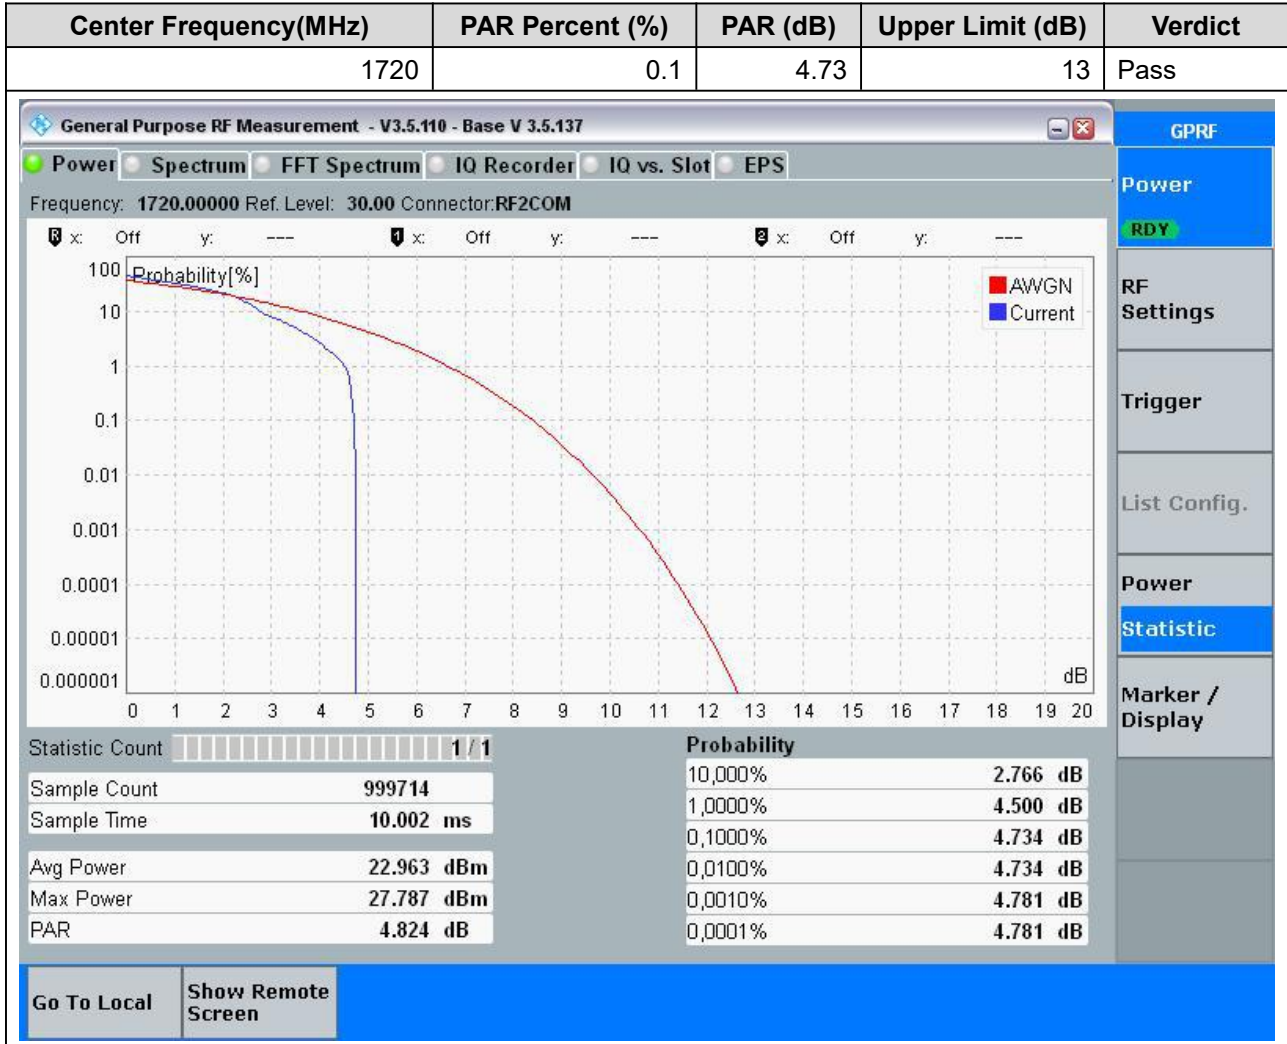 Center Frequency(MHz) PAR Percent (%) PAR (dB) Upper Limit (dB) Verdict
1720 0.1 4.73 13 Pass
General Purpose RF Measurement - V3.5.110 - Base V 3.5.137
GPRF
Power Spectrum FFT Spectrum IQ Recorder IQ vs. Slot EPS
Frequency: 1720.00000 Ref. Level: 30.00 Connector:RF2COM
R x: Off y: --- 1 x: Off y: --- 2 x: Off y: ---
Probability[%]
AWGN
Current
100
10
1
0.1
0.01
0.001
0.0001
0.00001
0.000001
dB
0 1 2 3 4 5 6 7 8 9 10 11 12 13 14 15 16 17 18 19 20
Statistic Count 1 / 1
Sample Count 999714
Sample Time 10.002 ms
Avg Power 22.963 dBm
Max Power 27.787 dBm
PAR 4.824 dB
Probability
10,000% 2.766 dB
1,0000% 4.500 dB
0,1000% 4.734 dB
0,0100% 4.734 dB
0,0010% 4.781 dB
0,0001% 4.781 dB
Power
RDY
RF
Settings
Trigger
List Config.
Power
Statistic
Marker /
Display
Go To Local
Show Remote
Screen